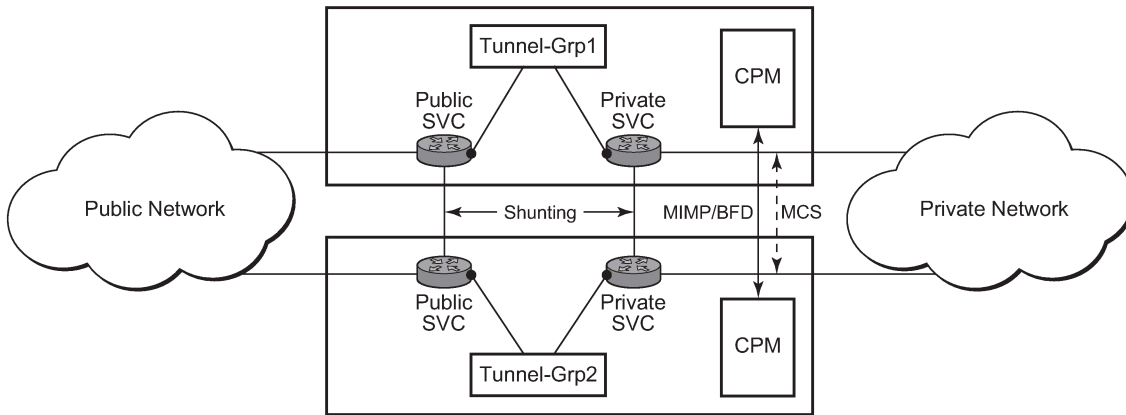 Tunnel-Grp1
CPM
Public
SVC
Private
SVC
Public Network
Shunting
MIMP/BFD
MCS
Private Network
Public
SVC
Private
SVC
CPM
Tunnel-Grp2